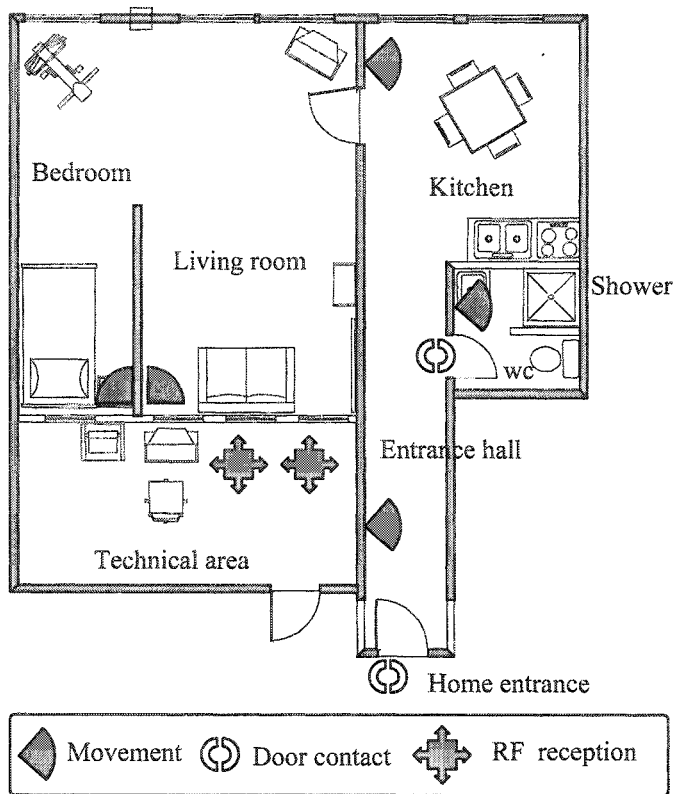 Bedroom
Kitchen
Living room
Shower
wc
Entrance hall
Technical area
Home entrance
Movement
Door contact
RF reception